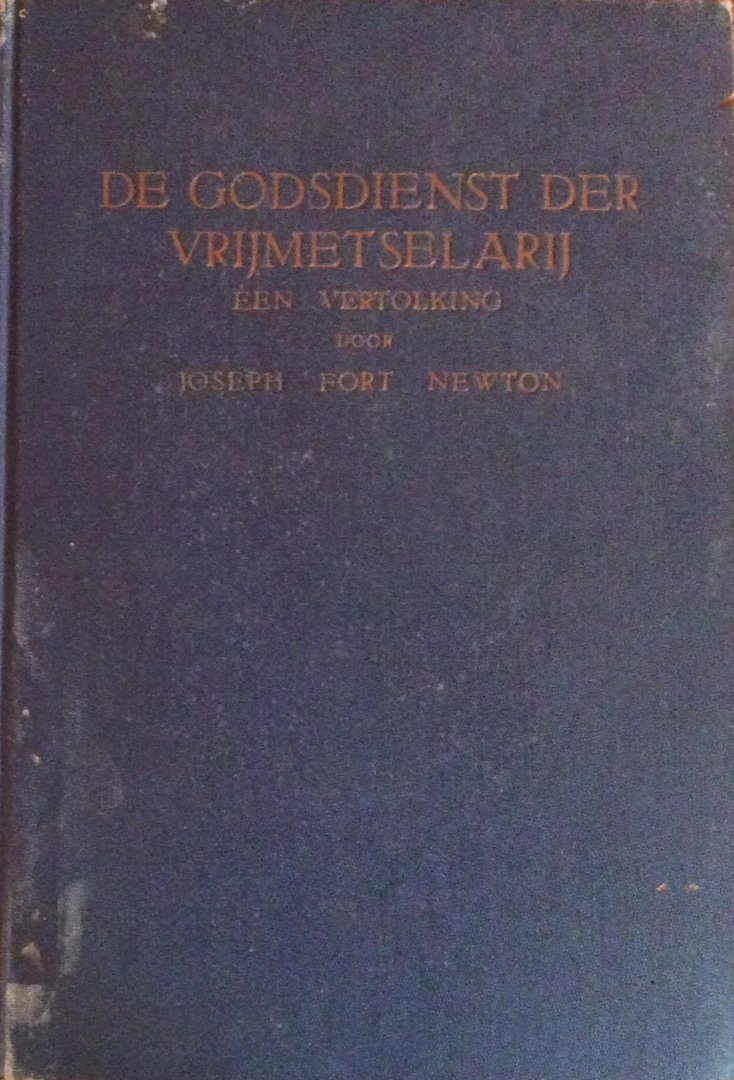 DE GODSDIENST DER
VRIJMETSELARIJ
EEN VERTOLKING
DOOR
JOSEPH FORT NEWTON